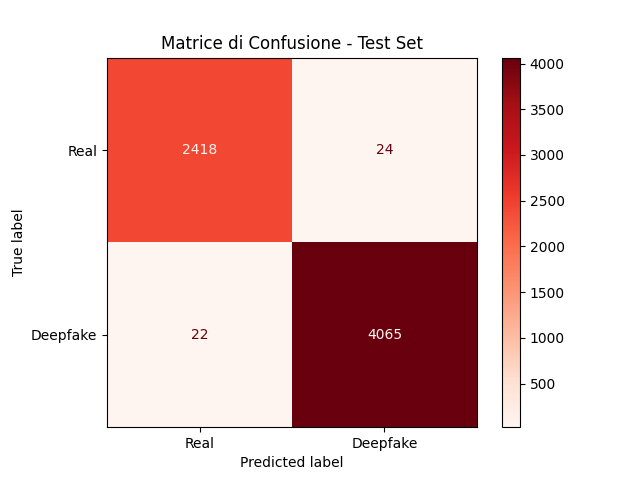 Matrice di Confusione - Test Set
True label
Real
2418
24
Deepfake
22
4065
Real
Deepfake
Predicted label
4000
3500
3000
2500
2000
1500
1000
500